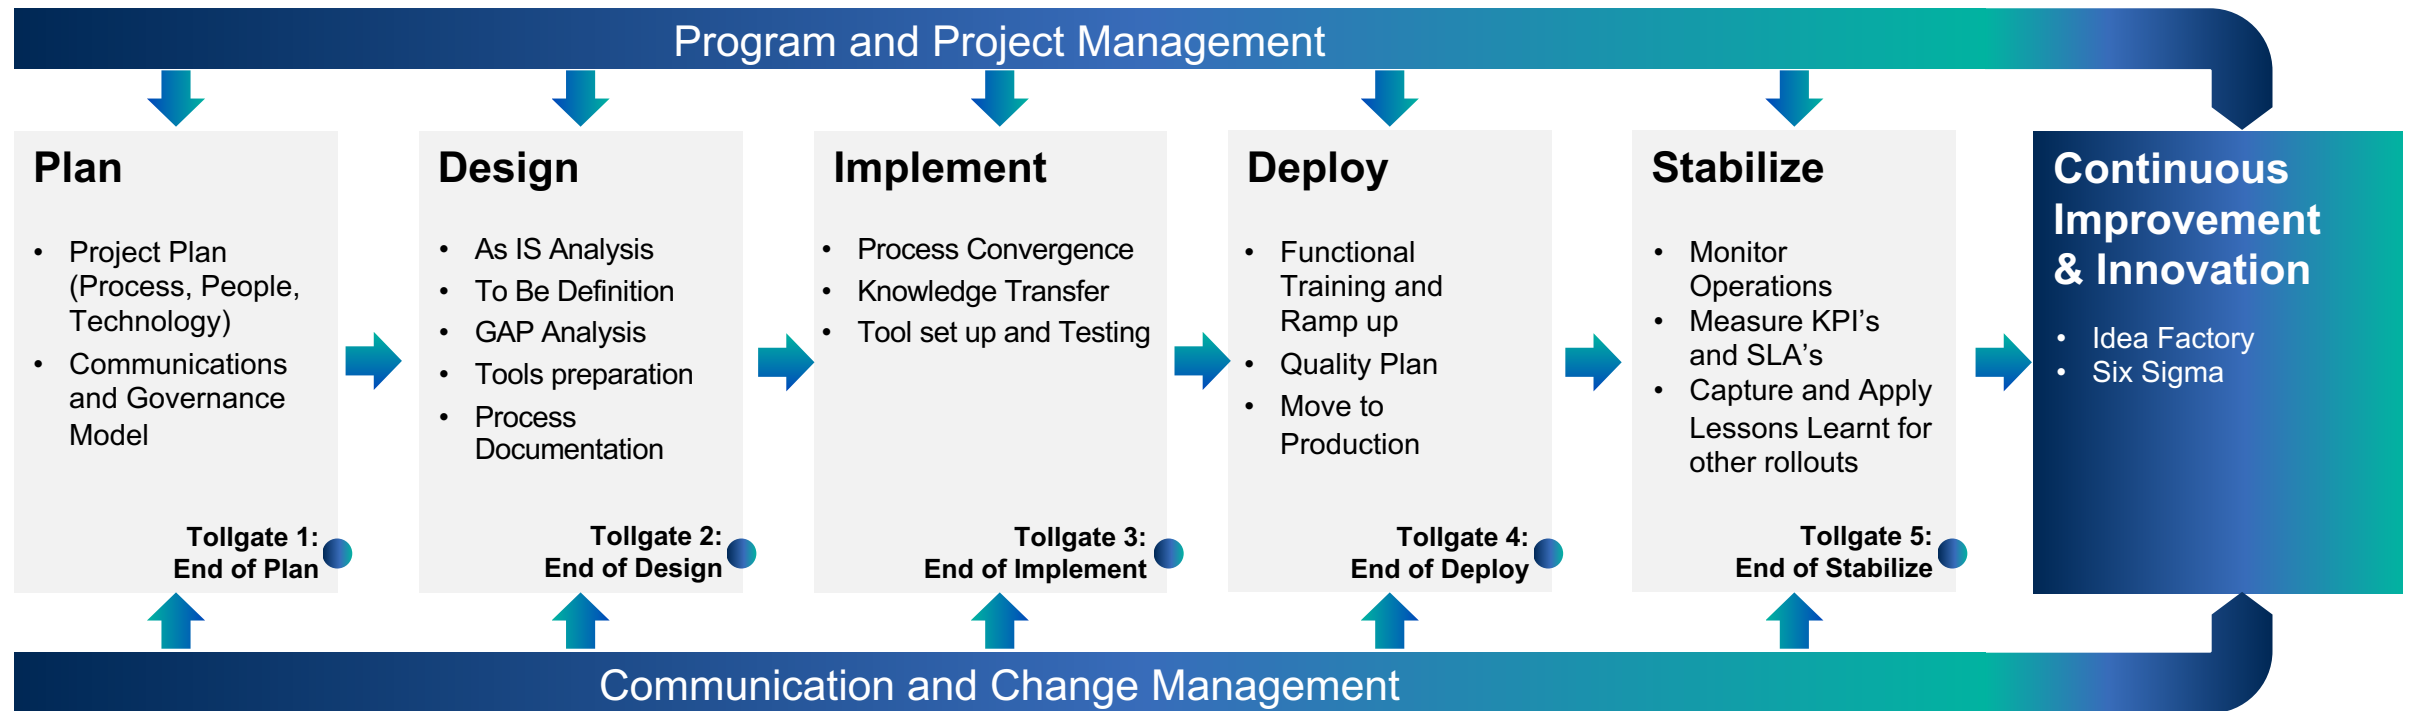 Program and Project Management
Plan
• Project Plan
(Process, People,
Technology)
• Communications
and Governance
Model
Tollgate 1:
End of Plan
Design
• As IS Analysis
• To Be Definition
• GAP Analysis
• Tools preparation
• Process
Documentation
Tollgate 2:
End of Design
Implement
• Process Convergence
• Knowledge Transfer
• Tool set up and Testing
Tollgate 3:
End of Implement
Deploy
• Functional
Training and
Ramp up
• Quality Plan
• Move to
Production
Tollgate 4:
End of Deploy
Stabilize
• Monitor
Operations
• Measure KPI’s
and SLA’s
• Capture and Apply
Lessons Learnt for
other rollouts
Tollgate 5:
End of Stabilize
Continuous
Improvement
& Innovation
• Idea Factory
• Six Sigma
Communication and Change Management